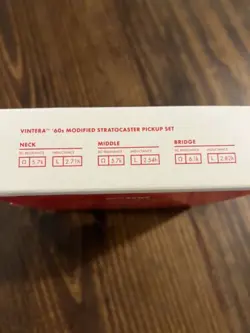 VINTERA™ '60s MODIFIED STRATOCASTER PICKUP SET
NECK MIDDLE BRIDGE
DC RESISTANCE INDUCTANCE DC RESISTANCE INDUCTANCE DC RESISTANCE INDUCTANCE
Ω 5.7k L 2.71h Ω 5.7k L 2.54h Ω 6.1k L 2.82h